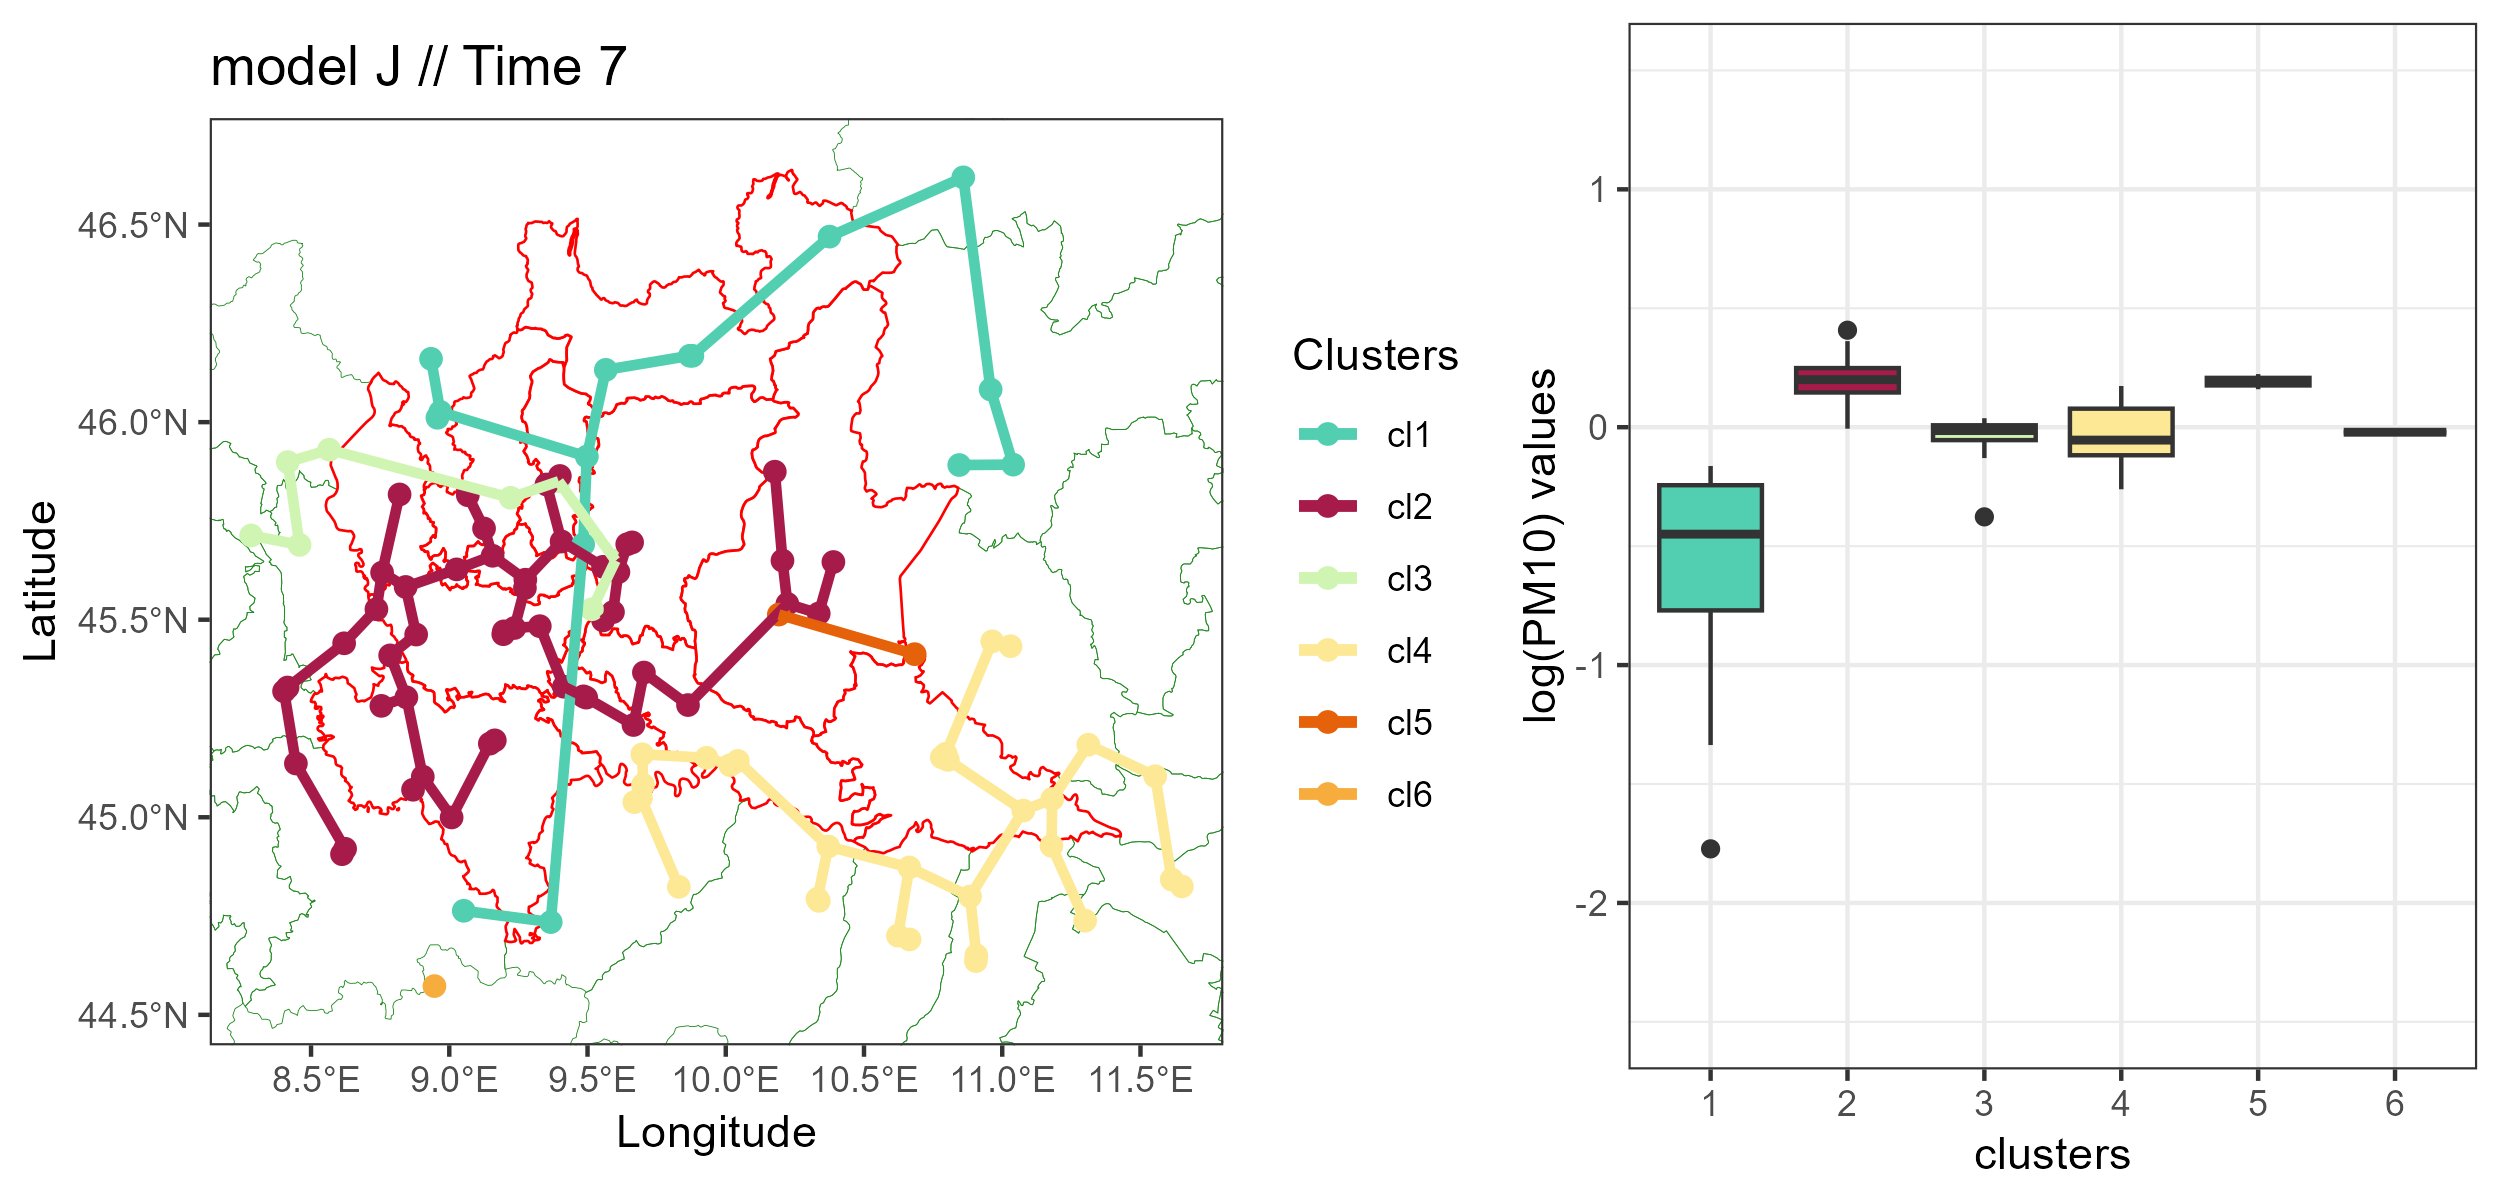 model J // Time 7
Latitude
46.5°N
46.0°N
45.5°N
45.0°N
44.5°N
8.5°E
9.0°E
9.5°E
10.0°E
10.5°E
11.0°E
11.5°E
Longitude
Clusters
cl1
cl2
cl3
cl4
cl5
cl6
log(PM10) values
1
0
-1
-2
1
2
3
4
5
6
clusters